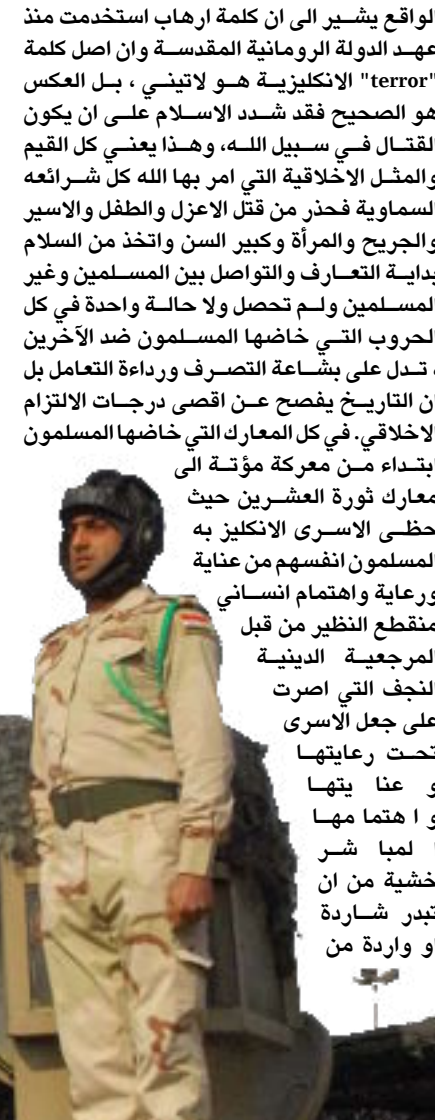 الواقع يشير الى ان كلمة ارهاب استخدمت منذ
عهد الدولة الرومانية المقدسة وان اصل كلمة
"terror" الانكليزية هو لاتيني ، بل العكس
هو الصحيح فقد شدد الاسلام على ان يكون
القتال في سبيل الله، وهذا يعني كل القيم
والمثل الاخلاقية التي امر بها الله كل شرائعه
السماوية فحذر من قتل الاعزل والطفل والاسير
والجريح والمرأة وكبير السن واتخذ من السلام
بداية التعارف والتواصل بين المسلمين وغير
المسلمين ولم تحصل ولا حالة واحدة في كل
الحروب التي خاضها المسلمون ضد الآخرين
، تدل على بشاعة التصرف ورداءة التعامل بل
ان التاريخ يفصح عن اقصى درجات الالتزام
الاخلاقي. في كل المعارك التي خاضها المسلمون
ابتداء من معركة مؤتة الى
معارك ثورة العشرين حيث
حظى الاسرى الانكليز به
المسلمون انفسهم من عناية
ورعاية واهتمام انساني
منقطع النظير من قبل
المرجعية الدينية
النجف التي اصرت
على جعل الاسرى
تحت رعايتها
و عنا يتها
و ا هتما مها
ا لمبا شر
خشية من ان
تبدر شاردة
او واردة من